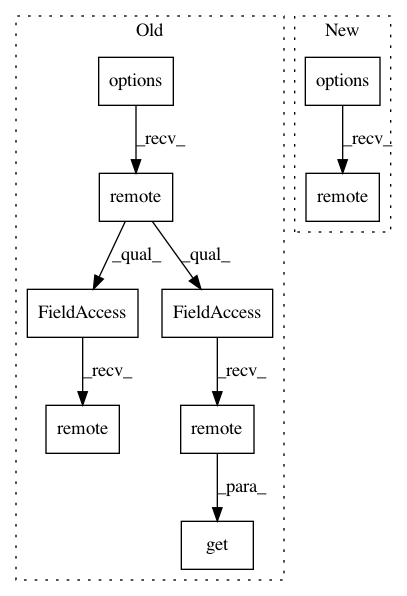 Old
New
options
options
_recv_
_recv_
remote
remote
_qual_
_qual_
FieldAccess
FieldAccess
_recv_
_recv_
remote
remote
_para_
get